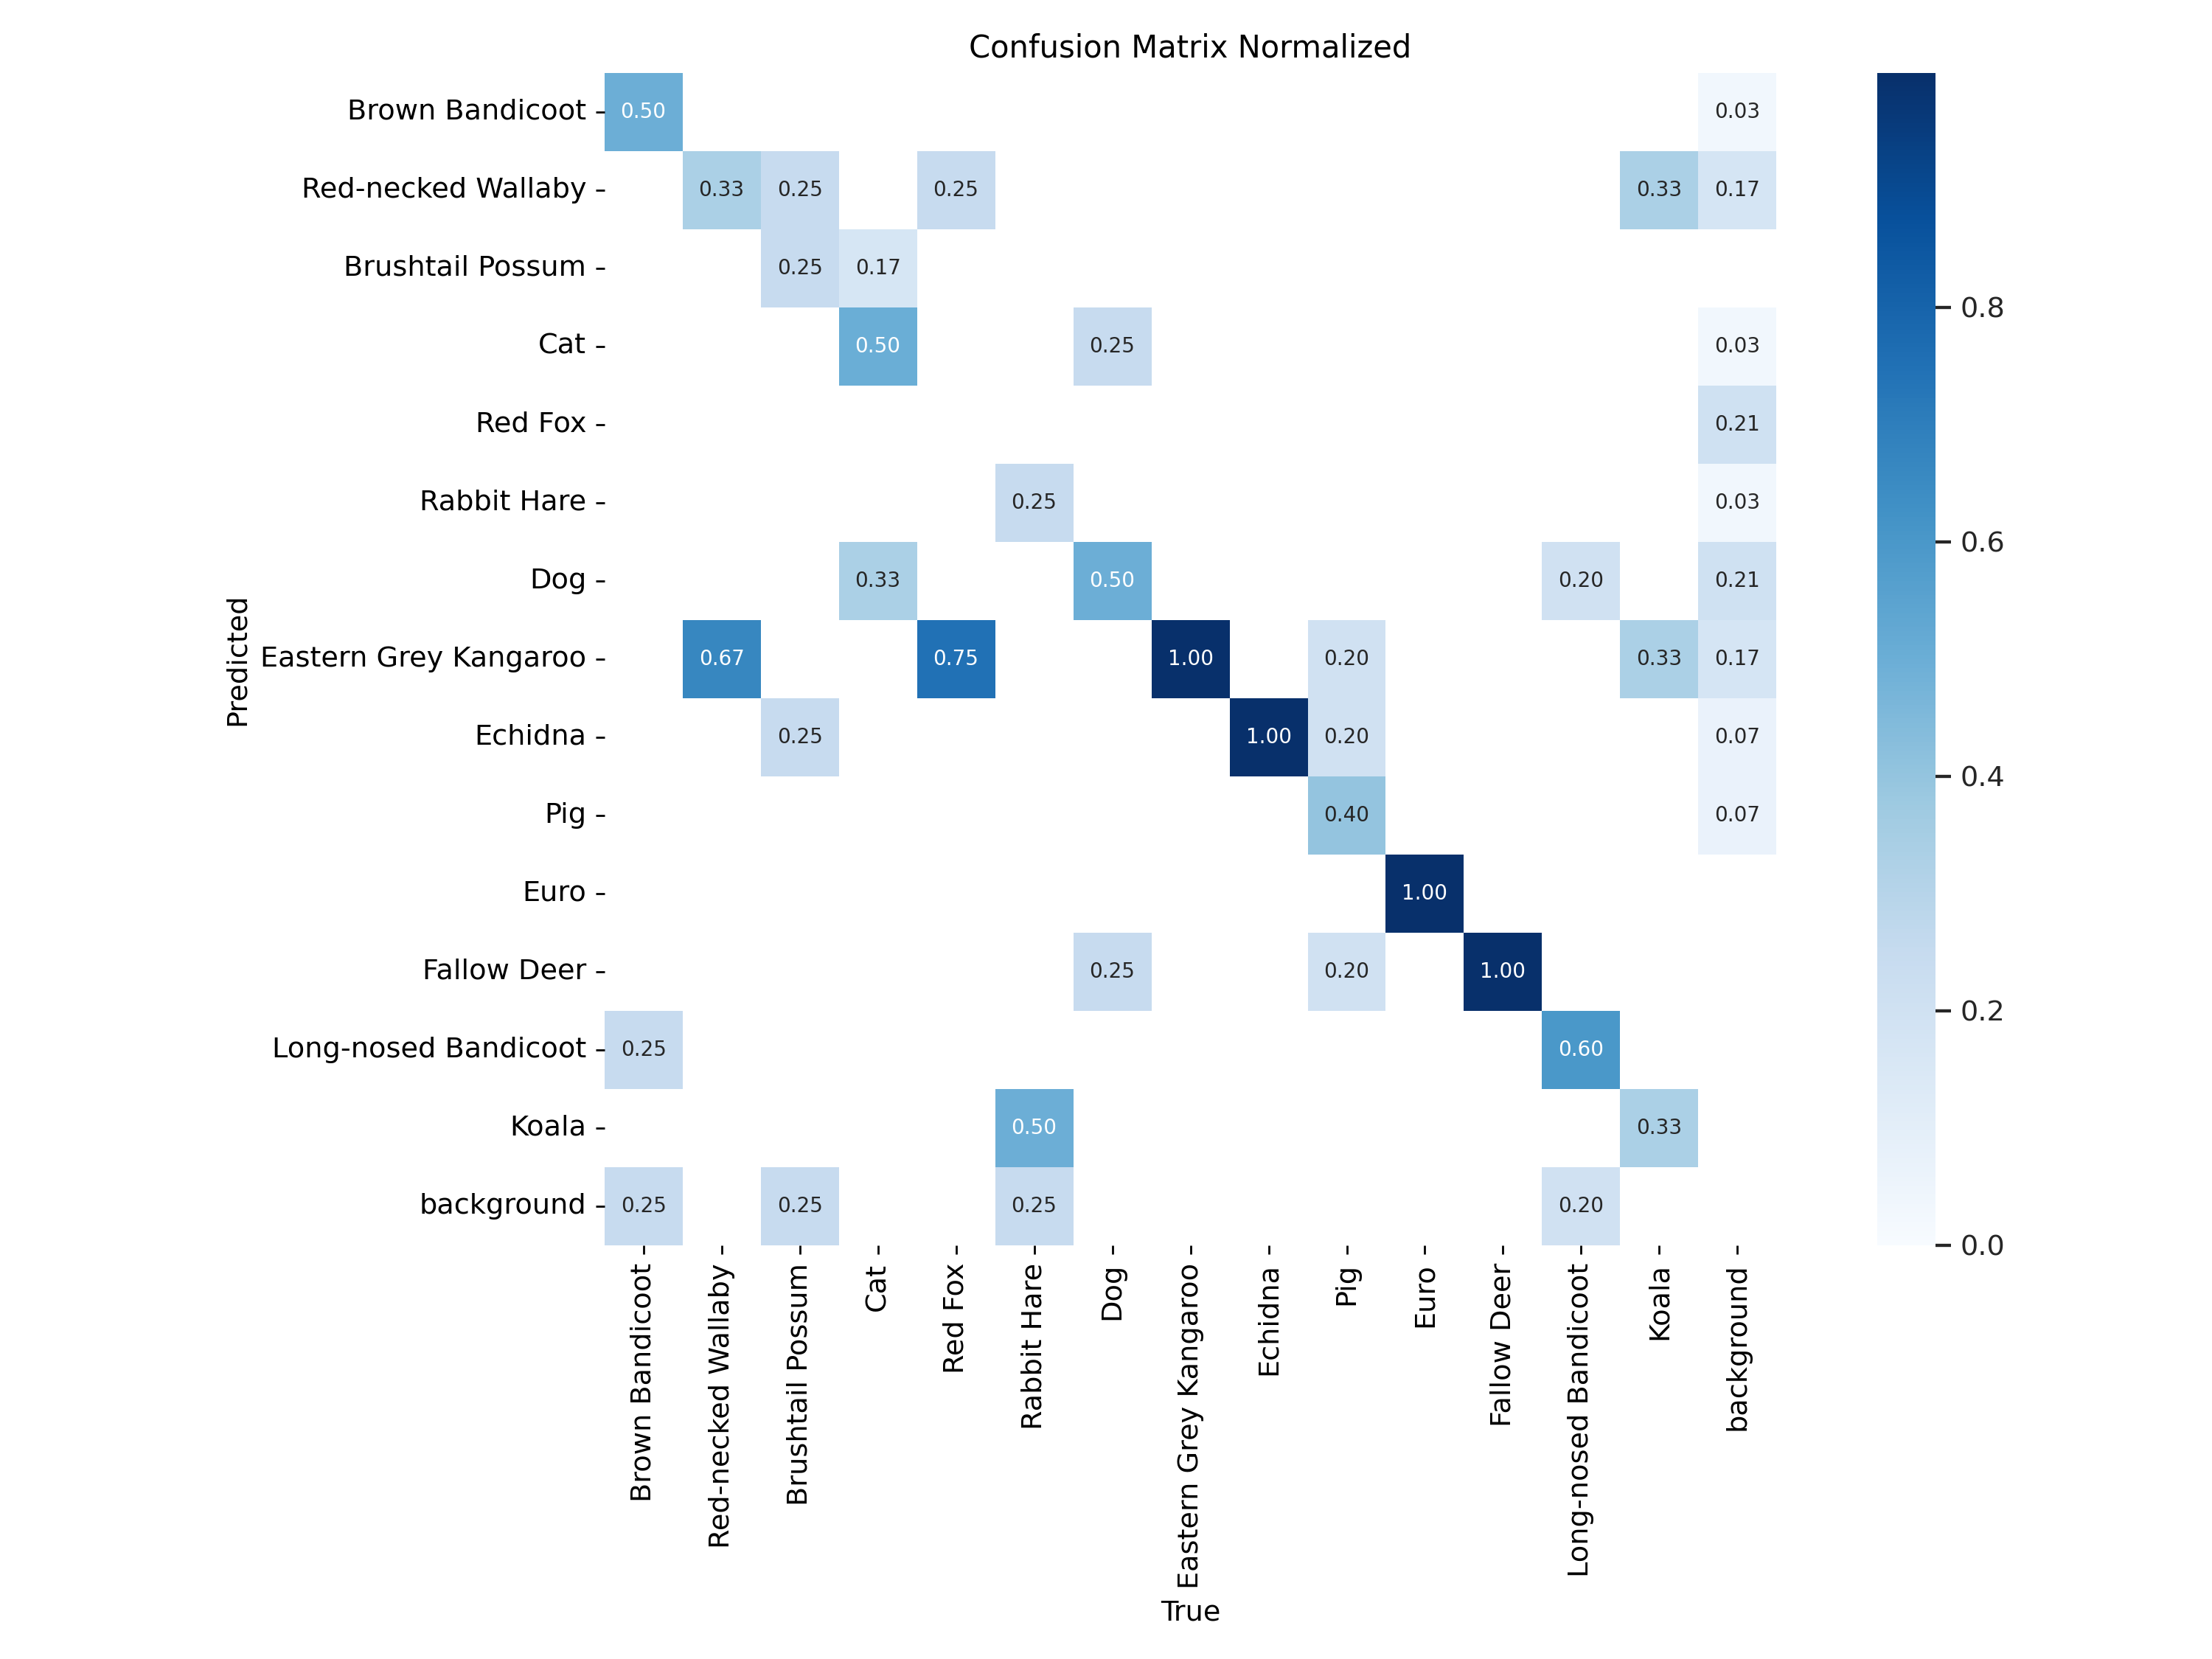 Confusion Matrix Normalized
Brown Bandicoot 0.50 0.03
Red-necked Wallaby 0.33 0.25 0.25 0.33 0.17
Brushtail Possum 0.25 0.17
Cat 0.50 0.25 0.03
Red Fox 0.21
Rabbit Hare 0.25 0.03
Dog 0.33 0.50 0.20 0.21
Eastern Grey Kangaroo 0.67 0.75 1.00 0.20 0.33 0.17
Echidna 0.25 1.00 0.20 0.07
Pig 0.40 0.07
Euro 1.00
Fallow Deer 0.25 0.20 1.00
Long-nosed Bandicoot 0.25 0.60
Koala 0.50 0.33
background 0.25 0.25 0.25 0.20
Predicted
Brown Bandicoot
Red-necked Wallaby
Brushtail Possum
Cat
Red Fox
Rabbit Hare
Dog
Eastern Grey Kangaroo
Echidna
Pig
Euro
Fallow Deer
Long-nosed Bandicoot
Koala
background
True
0.8
0.6
0.4
0.2
0.0